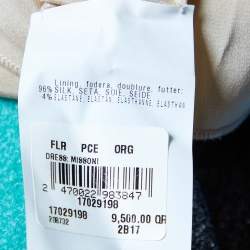 Lining, fodera, doublure, futter:
96% SILK, SETA, SOIE, SEIDE
4% ELASTANE, ELASTAN, ELASTHANNE, ELASTHAN
FLR PCE ORG
DRESS: MISSONI
2 470022 983847
17029198
17029198 9,500.00 QR
2B17